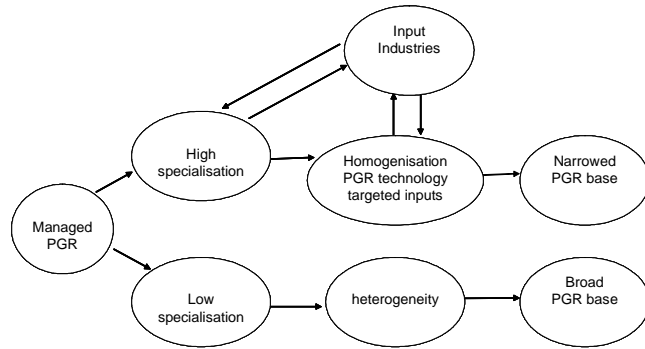 Input
Industries
High
specialisation
Homogenisation
PGR technology
targeted inputs
Narrowed
PGR base
Managed
PGR
Low
specialisation
heterogeneity
Broad
PGR base